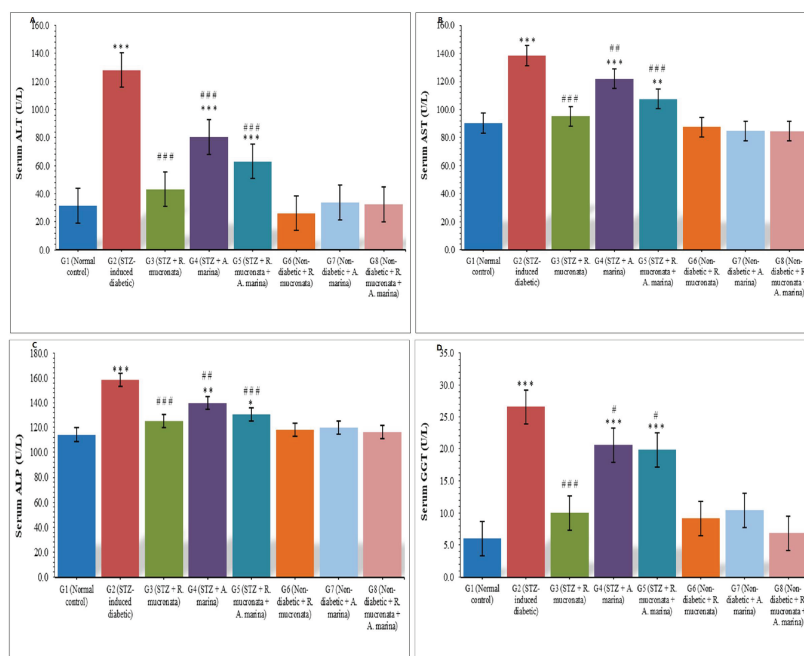 A
Serum ALT (U/L)
160.0
140.0
120.0
100.0
80.0
60.0
40.0
20.0
0.0
***
###
###
***
###
***
G1 (Normal control)
G2 (STZ-induced diabetic)
G3 (STZ + R. mucronata)
G4 (STZ + A. marina)
G5 (STZ + R. mucronata + A. marina)
G6 (Non-diabetic + R. mucronata)
G7 (Non-diabetic + A. marina)
G8 (Non-diabetic + R. mucronata + A. marina)
B
Serum AST (U/L)
160.0
140.0
120.0
100.0
80.0
60.0
40.0
20.0
0.0
***
###
##
***
###
**
G1 (Normal control)
G2 (STZ-induced diabetic)
G3 (STZ + R. mucronata)
G4 (STZ + A. marina)
G5 (STZ + R. mucronata + A. marina)
G6 (Non-diabetic + R. mucronata)
G7 (Non-diabetic + A. marina)
G8 (Non-diabetic + R. mucronata + A. marina)
C
Serum ALP (U/L)
180.0
160.0
140.0
120.0
100.0
80.0
60.0
40.0
20.0
0.0
***
###
##
**
###
*
G1 (Normal control)
G2 (STZ-induced diabetic)
G3 (STZ + R. mucronata)
G4 (STZ + A. marina)
G5 (STZ + R. mucronata + A. marina)
G6 (Non-diabetic + R. mucronata)
G7 (Non-diabetic + A. marina)
G8 (Non-diabetic + R. mucronata + A. marina)
D
Serum GGT (U/L)
35.0
30.0
25.0
20.0
15.0
10.0
5.0
0.0
***
###
#
***
#
***
G1 (Normal control)
G2 (STZ-induced diabetic)
G3 (STZ + R. mucronata)
G4 (STZ + A. marina)
G5 (STZ + R. mucronata + A. marina)
G6 (Non-diabetic + R. mucronata)
G7 (Non-diabetic + A. marina)
G8 (Non-diabetic + R. mucronata + A. marina)